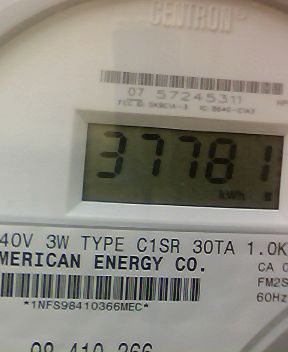 CENTRON®
07 57245311
37781
kWh
40V 3W TYPE C1SR 30TA 1.0K
MERICAN ENERGY CO.
CA 0
FM2S
60Hz
*1NFS98410366MEC*
98 410 366